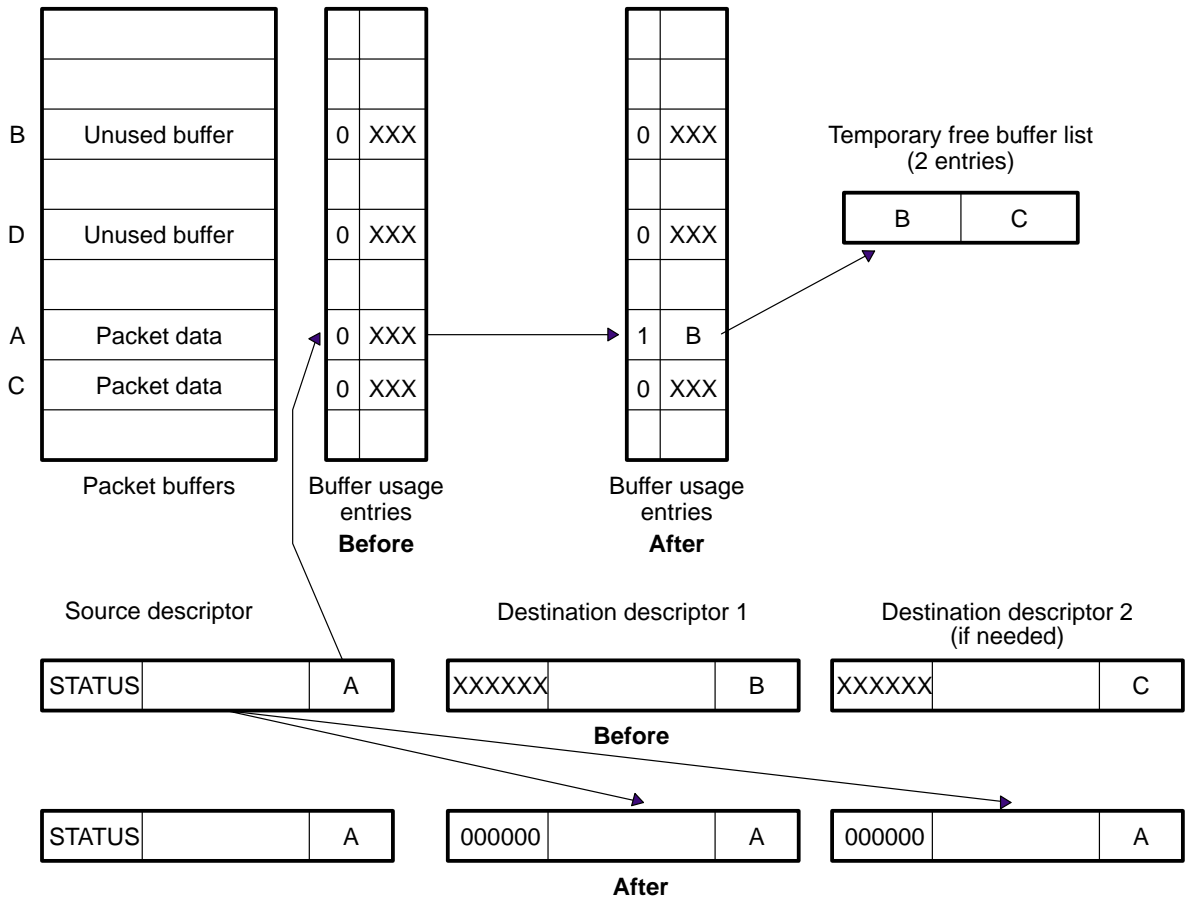 B Unused buffer 0 XXX 0 XXX
Temporary free buffer list
(2 entries)
B C
D Unused buffer 0 XXX 0 XXX
A Packet data 0 XXX 1 B
C Packet data 0 XXX 0 XXX
Packet buffers
Buffer usage
entries
Before
Buffer usage
entries
After
Source descriptor
Destination descriptor 1
Destination descriptor 2
(if needed)
STATUS A
XXXXXX B
XXXXXX C
Before
STATUS A
000000 A
000000 A
After